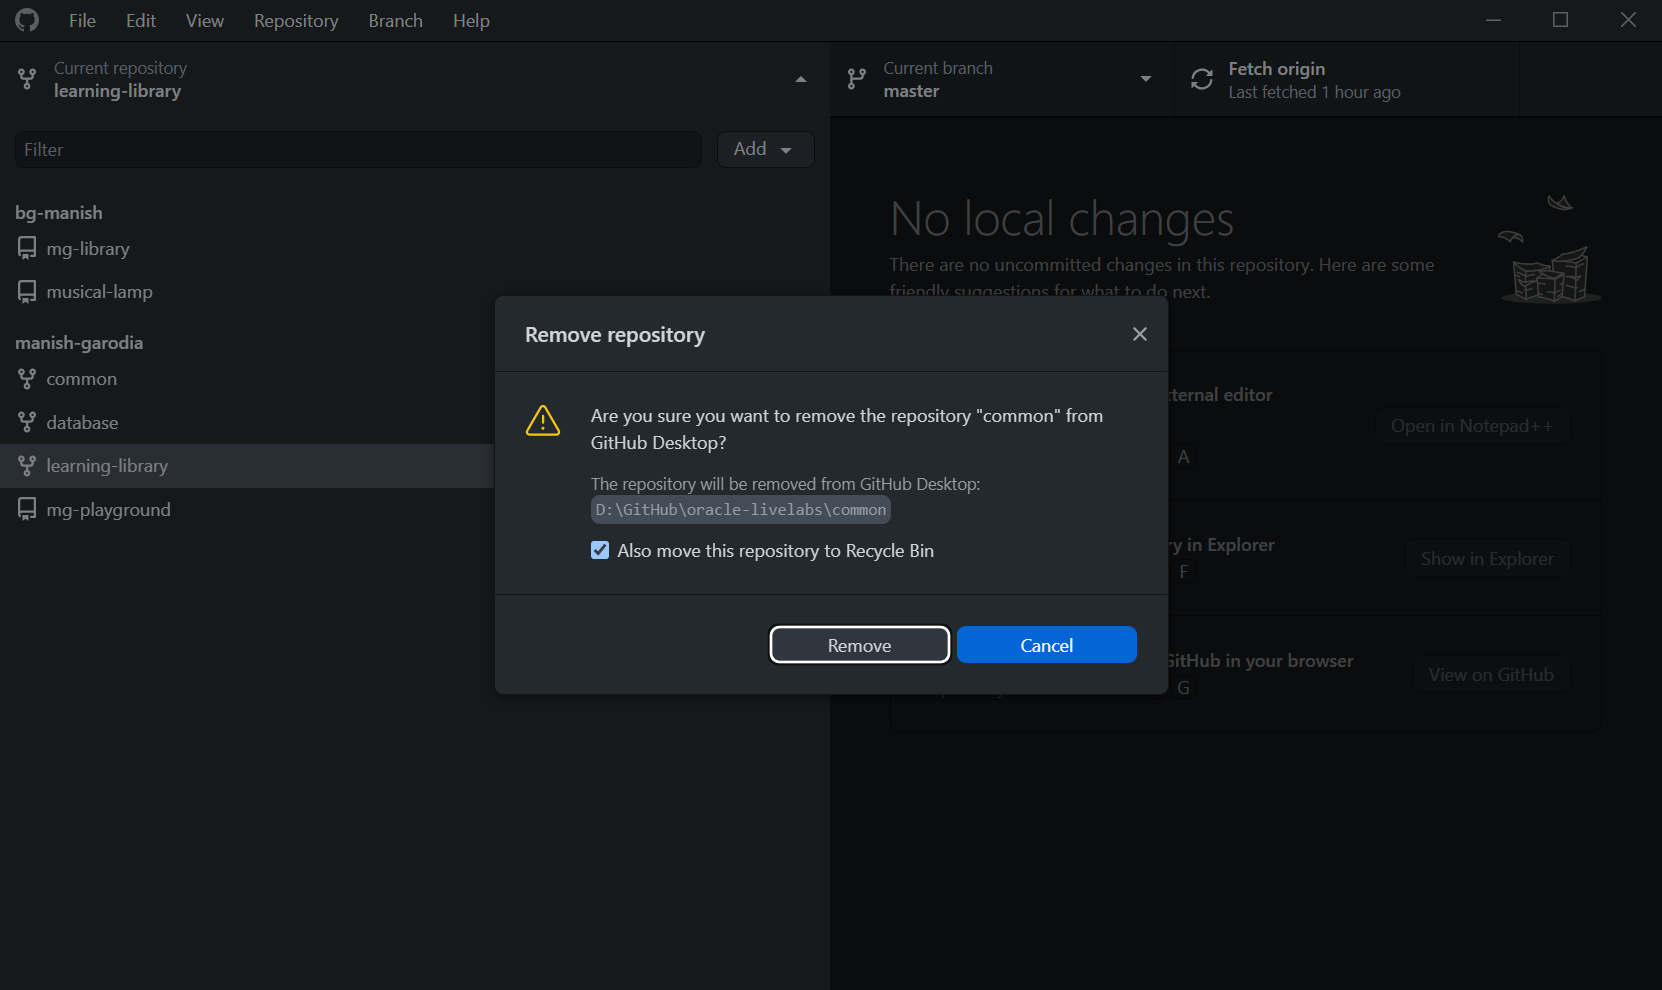 File Edit View Repository Branch Help
Current repository
learning-library
Current branch
master
Fetch origin
Last fetched 1 hour ago
Filter
Add
bg-manish
mg-library
musical-lamp
manish-garodia
common
database
learning-library
mg-playground
No local changes
There are no uncommitted changes in this repository. Here are some
friendly suggestions for what to do next.
Remove repository
Are you sure you want to remove the repository "common" from
GitHub Desktop?
The repository will be removed from GitHub Desktop:
D:\GitHub\oracle-livelabs\common
Also move this repository to Recycle Bin
Remove
Cancel
editor
Open in Notepad++
A
in Explorer
F
Show in Explorer
GitHub in your browser
G
View on GitHub